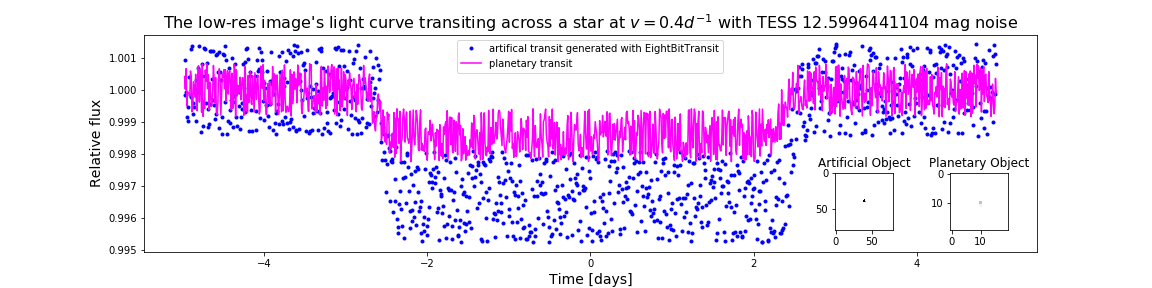 The low-res image's light curve transiting across a star at v = 0.4d⁻¹ with TESS 12.5996441104 mag noise
artifical transit generated with EightBitTransit
planetary transit
Relative flux
1.001
1.000
0.999
0.998
0.997
0.996
0.995
Artificial Object
Planetary Object
0
50
0
50
0
10
0
10
−4
−2
0
2
4
Time [days]